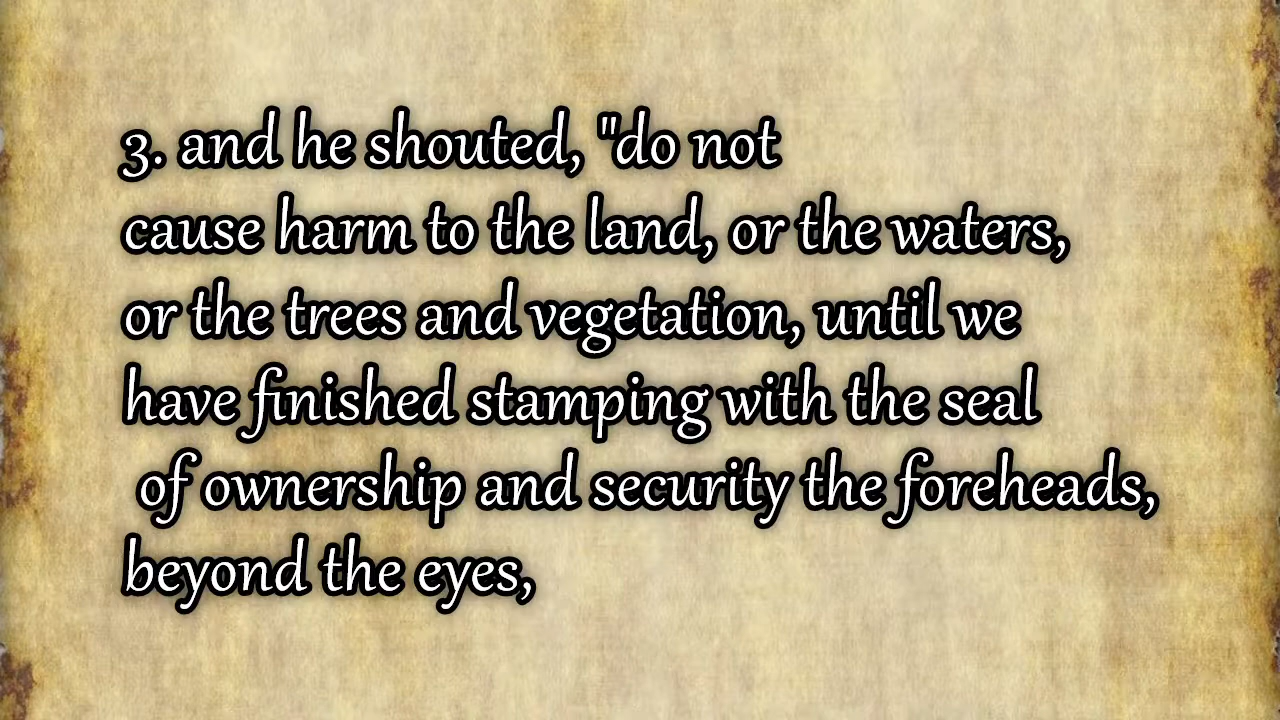 3. and he shouted, "do not
cause harm to the land, or the waters,
or the trees and vegetation, until we
have finished stamping with the seal
of ownership and security the foreheads,
beyond the eyes,